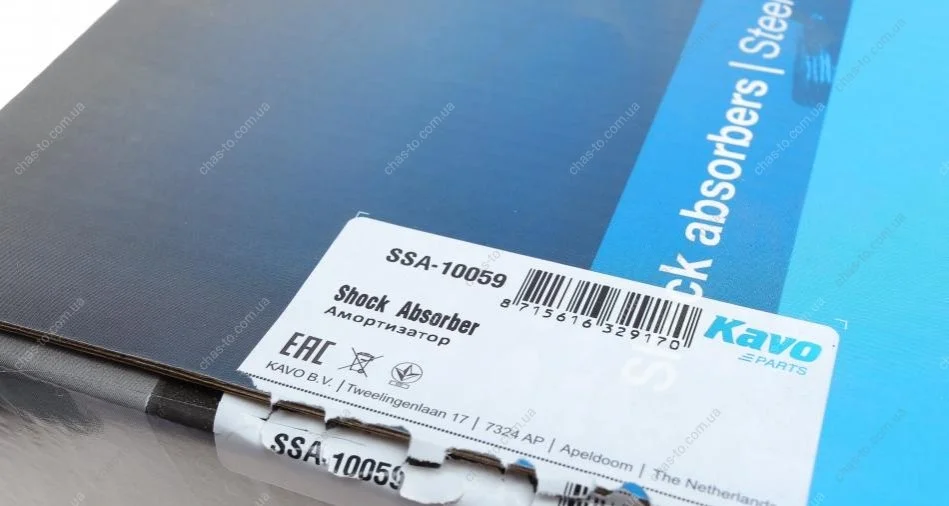 ck absorbers | Steer
SSA-10059
8 715616 329170
Kavo
PARTS
Shock Absorber
Амортизатор
EAC
KAVO B.V. | Tweelingenlaan 17 | 7324 AP | Apeldoorn | The Netherlands
SSA-10059
chas-to.com.ua